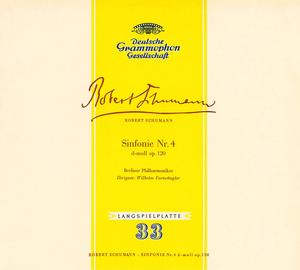 Deutsche
Grammophon
Gesellschaft
Robert Schumann
ROBERT SCHUMANN
Sinfonie Nr. 4
d-moll op. 120
Berliner Philharmoniker
Dirigent: Wilhelm Furtwängler
LANGSPIELPLATTE
33
ROBERT SCHUMANN - SINFONIE Nr. 4 d-moll op. 120